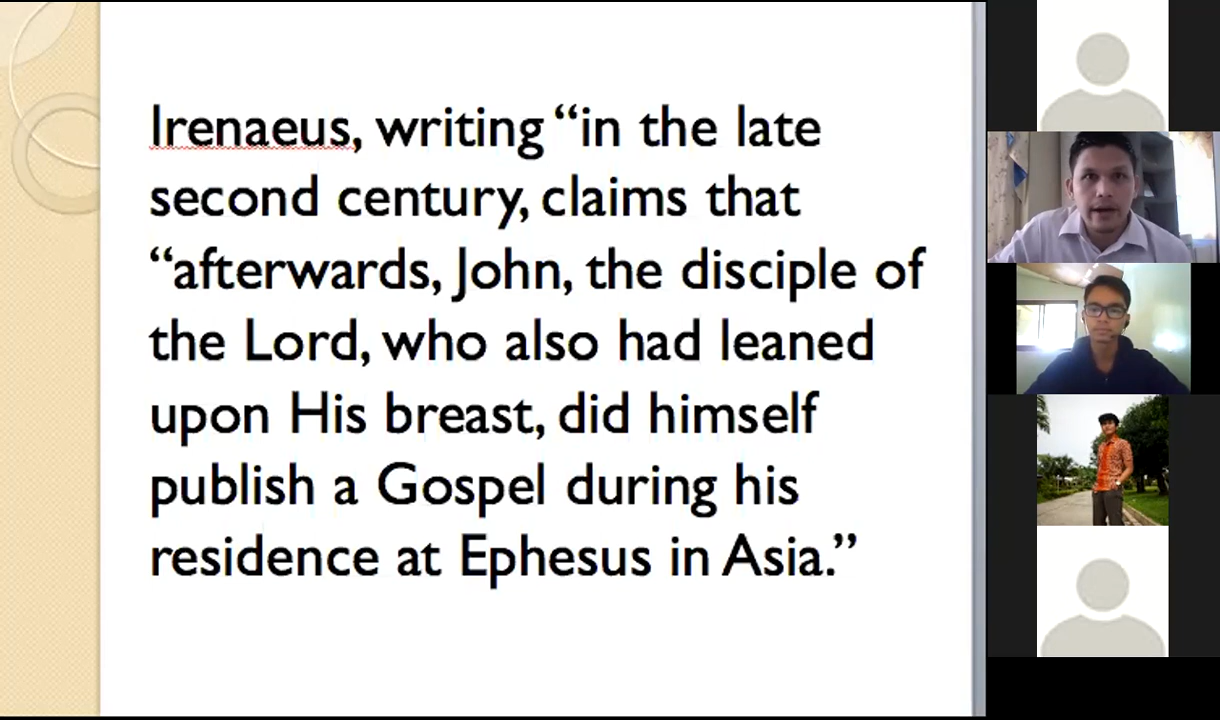 Irenaeus, writing “in the late
second century, claims that
“afterwards, John, the disciple of
the Lord, who also had leaned
upon His breast, did himself
publish a Gospel during his
residence at Ephesus in Asia.”